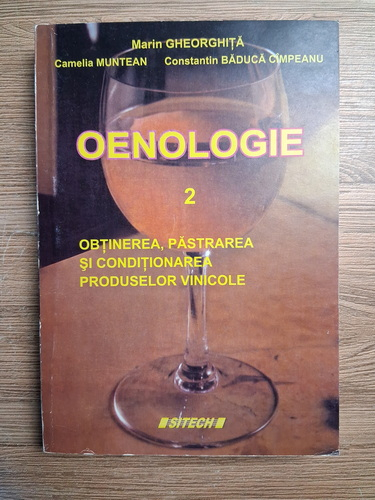 Marin GHEORGHIȚĂ
Camelia MUNTEAN Constantin BĂDUCĂ CÎMPEANU
OENOLOGIE
2
OBȚINEREA, PĂSTRAREA
ȘI CONDIȚIONAREA
PRODUSELOR VINICOLE
SITECH